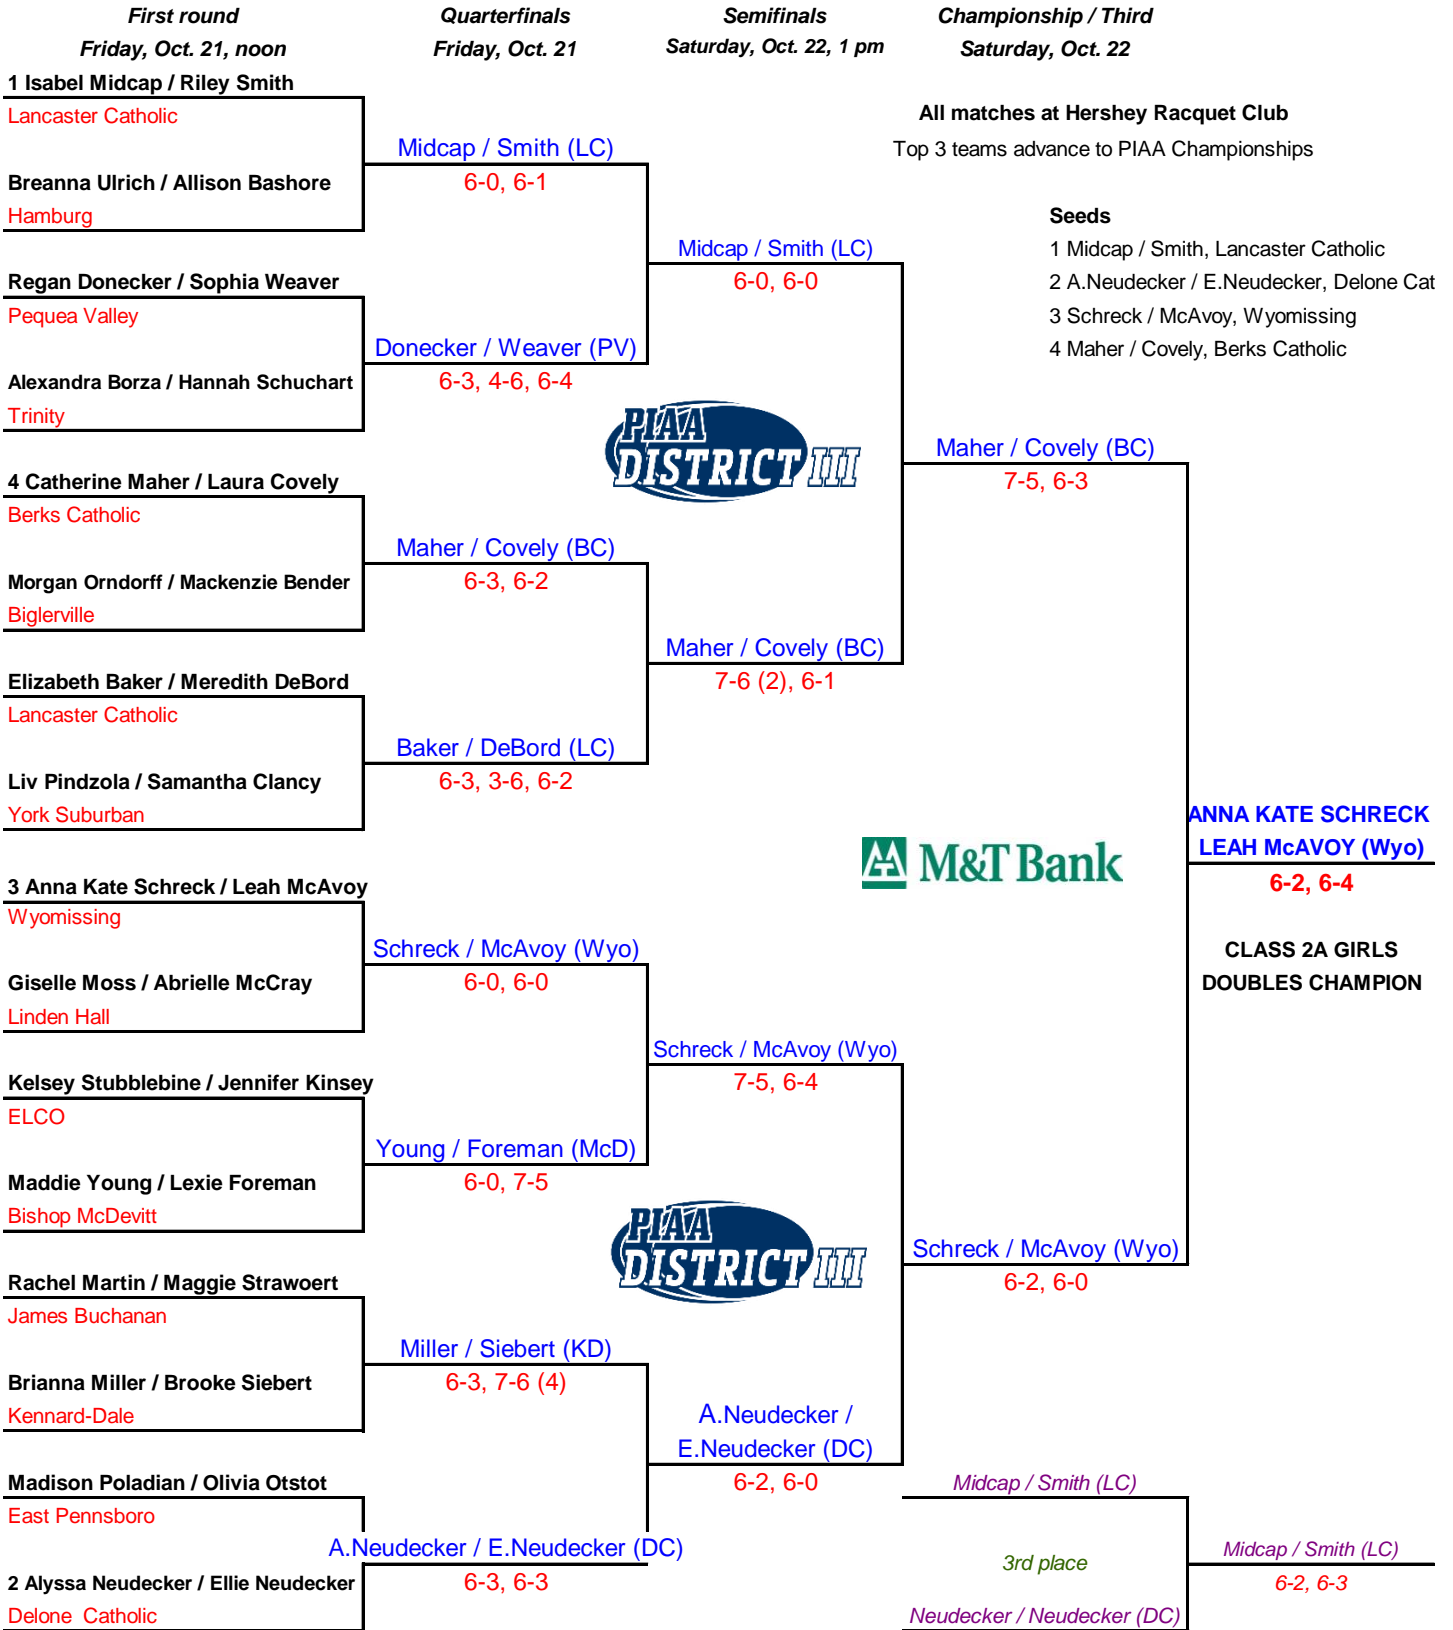 First round
Friday, Oct. 21, noon
Quarterfinals
Friday, Oct. 21
Semifinals
Saturday, Oct. 22, 1 pm
Championship / Third
Saturday, Oct. 22
All matches at Hershey Racquet Club
Top 3 teams advance to PIAA Championships
Seeds
1 Midcap / Smith, Lancaster Catholic
2 A.Neudecker / E.Neudecker, Delone Cat
3 Schreck / McAvoy, Wyomissing
4 Maher / Covely, Berks Catholic
1 Isabel Midcap / Riley Smith
Lancaster Catholic
Breanna Ulrich / Allison Bashore
Hamburg
Regan Donecker / Sophia Weaver
Pequea Valley
Alexandra Borza / Hannah Schuchart
Trinity
4 Catherine Maher / Laura Covely
Berks Catholic
Morgan Orndorff / Mackenzie Bender
Biglerville
Elizabeth Baker / Meredith DeBord
Lancaster Catholic
Liv Pindzola / Samantha Clancy
York Suburban
3 Anna Kate Schreck / Leah McAvoy
Wyomissing
Giselle Moss / Abrielle McCray
Linden Hall
Kelsey Stubblebine / Jennifer Kinsey
ELCO
Maddie Young / Lexie Foreman
Bishop McDevitt
Rachel Martin / Maggie Strawoert
James Buchanan
Brianna Miller / Brooke Siebert
Kennard-Dale
Madison Poladian / Olivia Otstot
East Pennsboro
2 Alyssa Neudecker / Ellie Neudecker
Delone  Catholic
Midcap / Smith (LC)
6-0, 6-1
Donecker / Weaver (PV)
6-3, 4-6, 6-4
Maher / Covely (BC)
6-3, 6-2
Baker / DeBord (LC)
6-3, 3-6, 6-2
Schreck / McAvoy (Wyo)
6-0, 6-0
Young / Foreman (McD)
6-0, 7-5
Miller / Siebert (KD)
6-3, 7-6 (4)
A.Neudecker / E.Neudecker (DC)
6-3, 6-3
Midcap / Smith (LC)
6-0, 6-0
PIAA
DISTRICT III
Maher / Covely (BC)
7-6 (2), 6-1
Schreck / McAvoy (Wyo)
7-5, 6-4
PIAA
DISTRICT III
A.Neudecker /
E.Neudecker (DC)
6-2, 6-0
Maher / Covely (BC)
7-5, 6-3
M&T Bank
Schreck / McAvoy (Wyo)
6-2, 6-0
ANNA KATE SCHRECK
LEAH McAVOY (Wyo)
6-2, 6-4
CLASS 2A GIRLS
DOUBLES CHAMPION
Midcap / Smith (LC)
3rd place
Neudecker / Neudecker (DC)
Midcap / Smith (LC)
6-2, 6-3